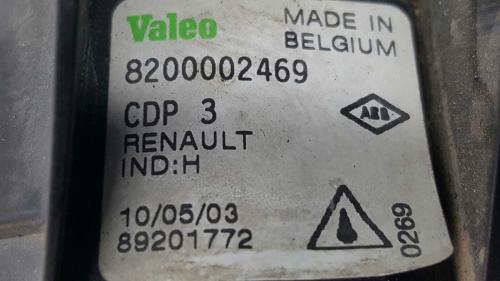 Valeo MADE IN
BELGIUM
8200002469
CDP 3
RENAULT
IND:H
10/05/03
89201772
0269